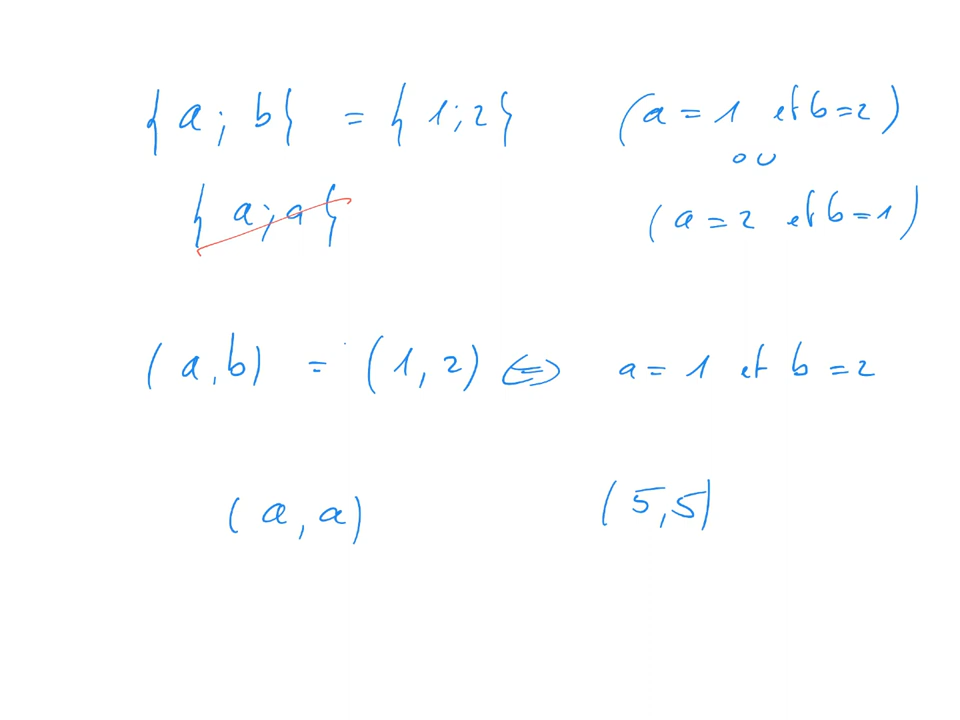 {a ; b} = {1 ; 2} (a = 1 et b = 2)
ou
{a ; a} (a = 2 et b = 1)
(a, b) = (1, 2) ⇔ a = 1 et b = 2
(a, a) (5, 5)